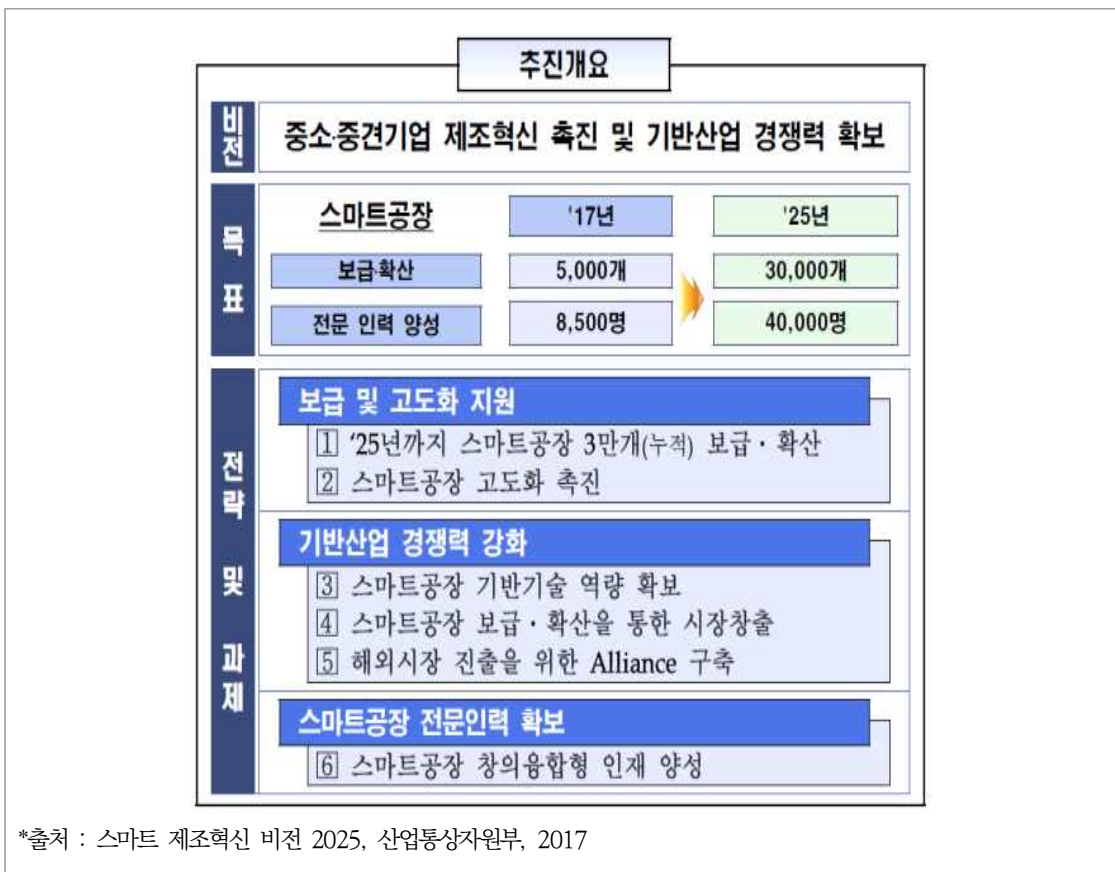 추진개요
비전
중소·중견기업 제조혁신 촉진 및 기반산업 경쟁력 확보
목표
스마트공장 '17년 '25년
보급·확산 5,000개 30,000개
전문 인력 양성 8,500명 40,000명
전략 및 과제
보급 및 고도화 지원
1 '25년까지 스마트공장 3만개(누적) 보급·확산
2 스마트공장 고도화 촉진
기반산업 경쟁력 강화
3 스마트공장 기반기술 역량 확보
4 스마트공장 보급·확산을 통한 시장창출
5 해외시장 진출을 위한 Alliance 구축
스마트공장 전문인력 확보
6 스마트공장 창의융합형 인재 양성
*출처 : 스마트 제조혁신 비전 2025, 산업통상자원부, 2017